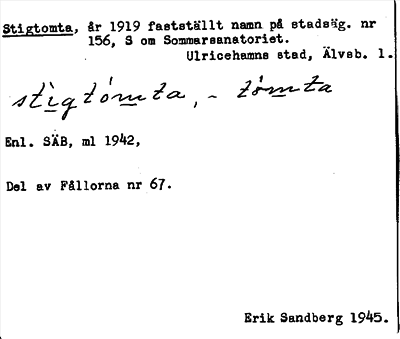 Stigtomta, år 1919 fastställt namn på stadsäg. nr
156, S om Sommarsanatoriet.
Ulricehamns stad, Älvsb. l.
stìgtómta, - tómta
Enl. SÄB, ml 1942,
Del av Fållorna nr 67.
Erik Sandberg 1945.